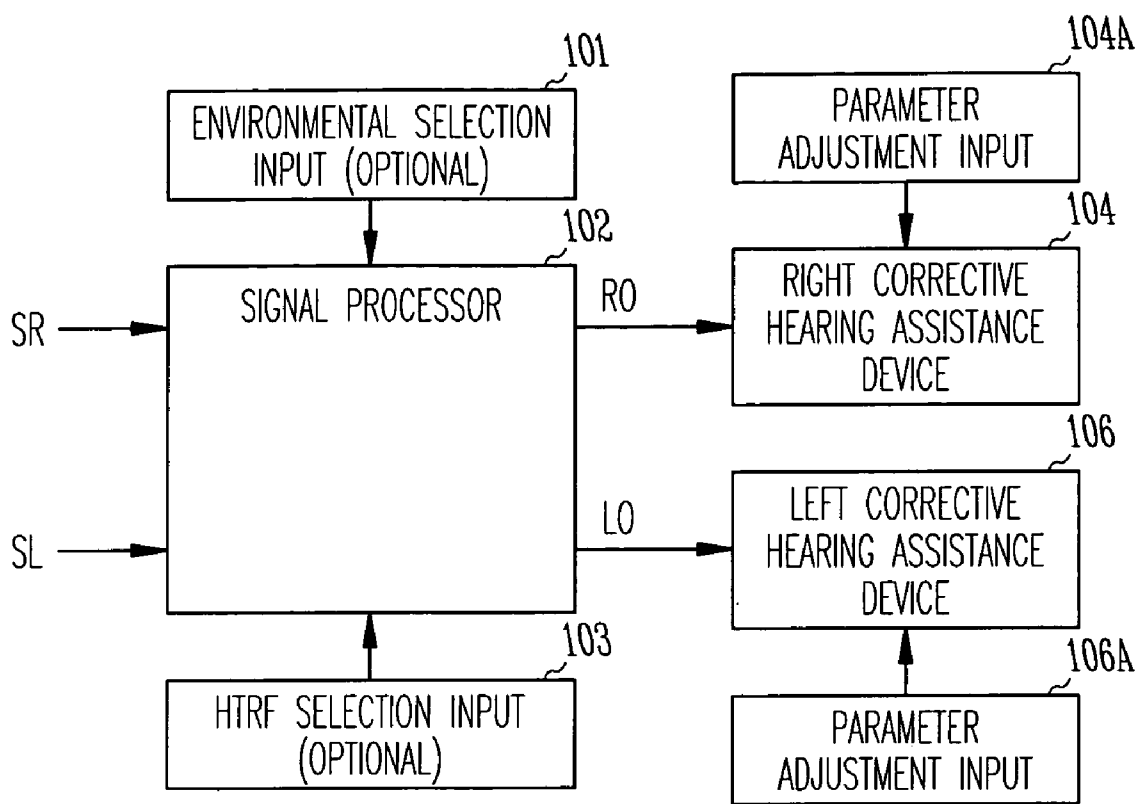 101
ENVIRONMENTAL SELECTION
INPUT (OPTIONAL)
104A
PARAMETER
ADJUSTMENT INPUT
102
SIGNAL PROCESSOR
SR
SL
RO
LO
104
RIGHT CORRECTIVE
HEARING ASSISTANCE
DEVICE
106
LEFT CORRECTIVE
HEARING ASSISTANCE
DEVICE
103
HTRF SELECTION INPUT
(OPTIONAL)
106A
PARAMETER
ADJUSTMENT INPUT